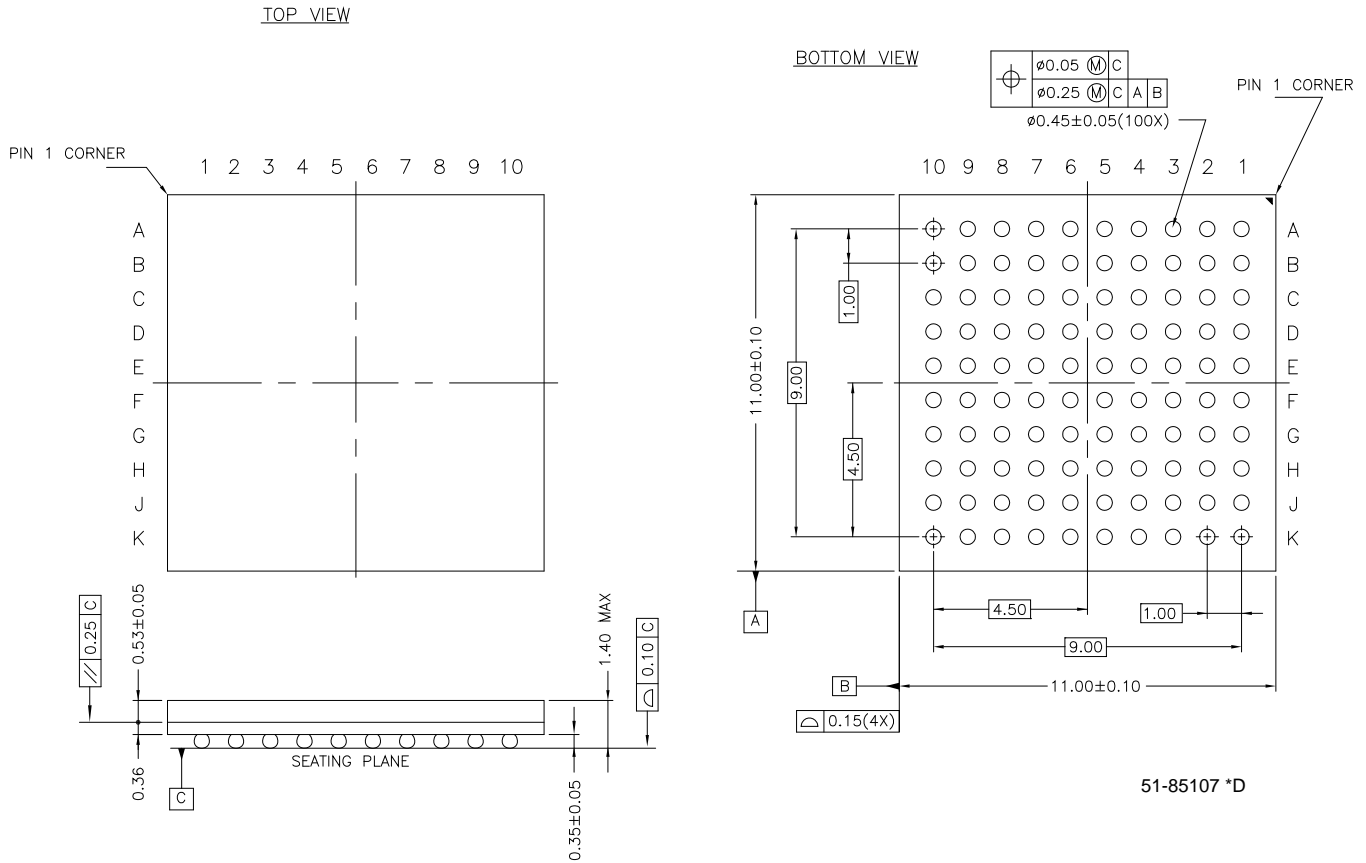 TOP VIEW
PIN 1 CORNER
1 2 3 4 5 6 7 8 9 10
A
B
C
D
E
F
G
H
J
K
// 0.25 C
0.53±0.05
0.36
C
SEATING PLANE
0.35±0.05
1.40 MAX
⌓ 0.10 C
BOTTOM VIEW
⌖ ø0.05 Ⓜ C
ø0.25 Ⓜ C A B
ø0.45±0.05(100X)
PIN 1 CORNER
10 9 8 7 6 5 4 3 2 1
A
B
C
D
E
F
G
H
J
K
1.00
9.00
11.00±0.10
4.50
A
4.50
1.00
9.00
B
11.00±0.10
⌓ 0.15(4X)
51-85107 *D